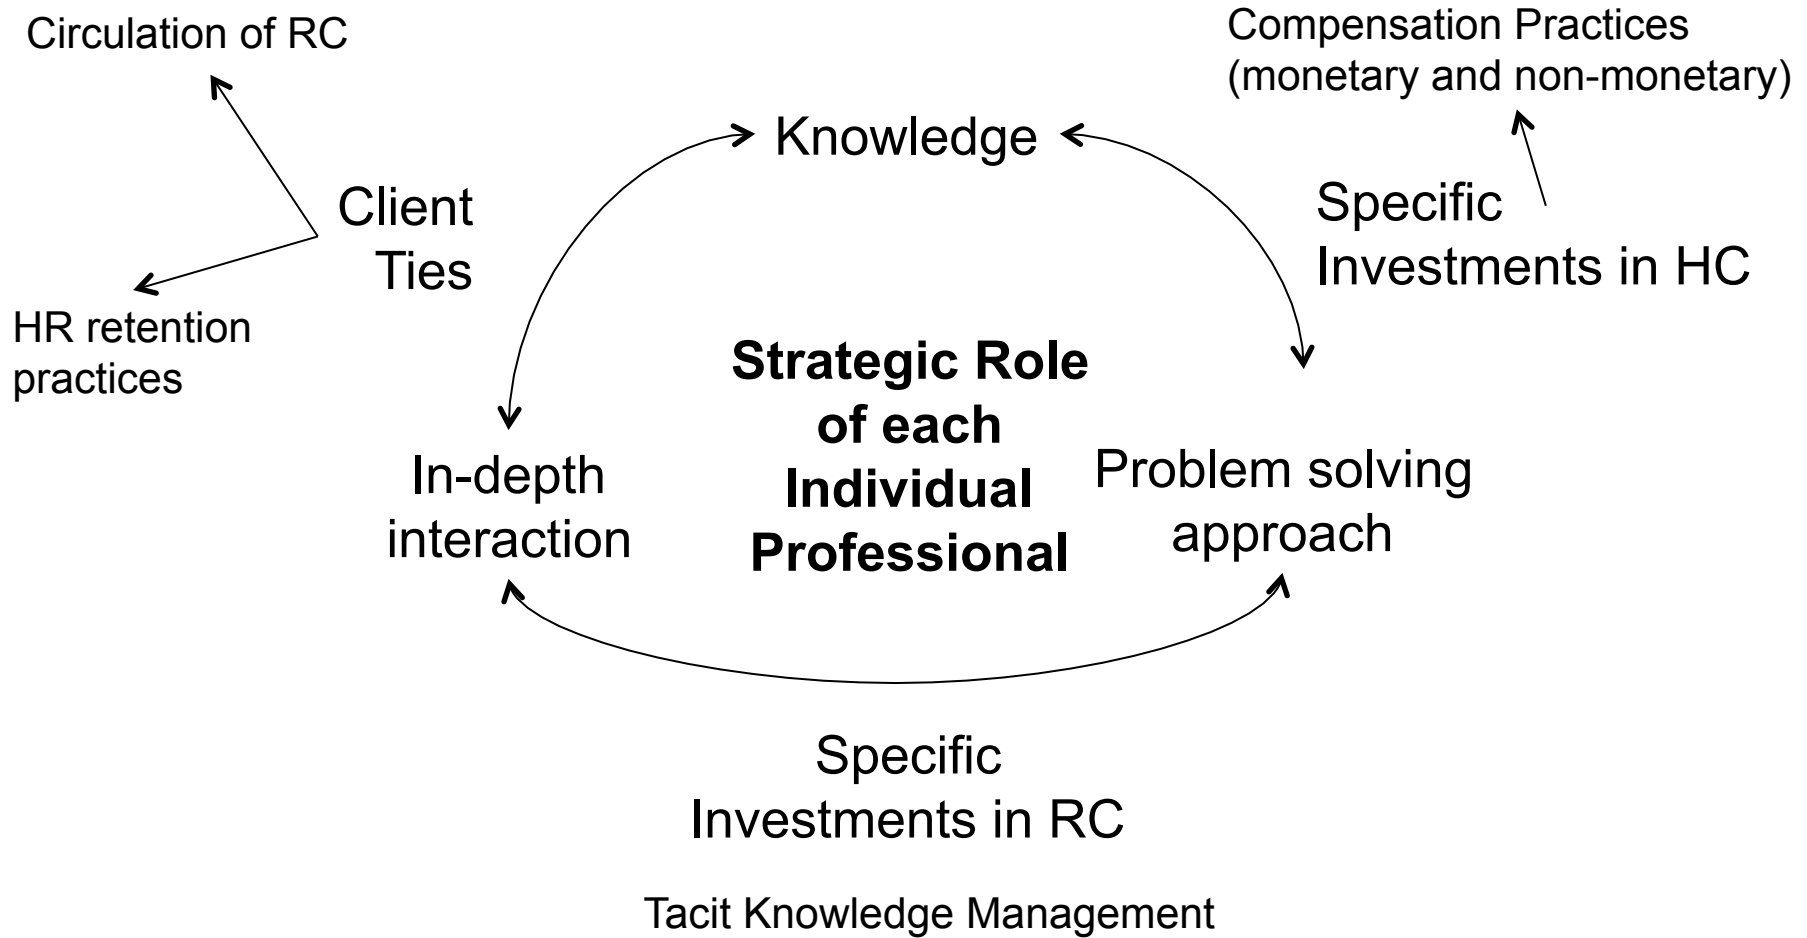 Circulation of RC
Compensation Practices
(monetary and non-monetary)
Knowledge
Client
Ties
Specific
Investments in HC
HR retention
practices
Strategic Role
of each
Individual
Professional
In-depth
interaction
Problem solving
approach
Specific
Investments in RC
Tacit Knowledge Management